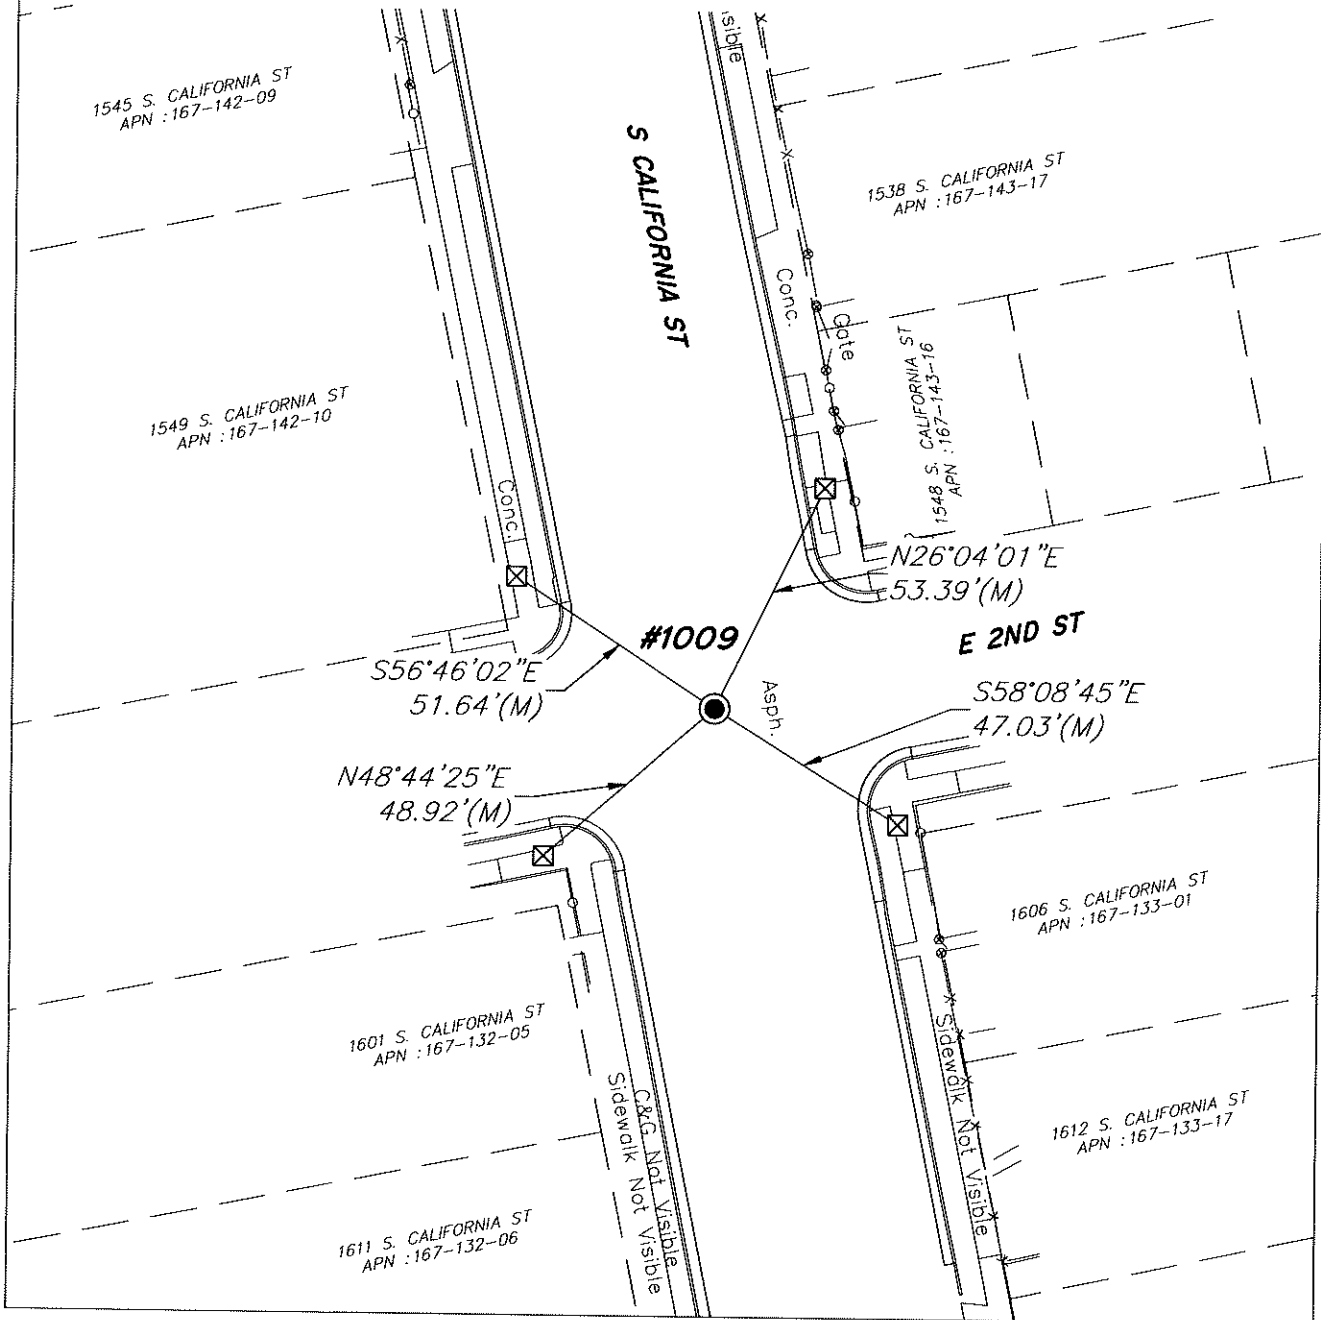 sible
1545 S. CALIFORNIA ST
APN :167-142-09
S CALIFORNIA ST
1538 S. CALIFORNIA ST
APN :167-143-17
Conc.
Gate
1548 S. CALIFORNIA ST
APN :167-143-16
1549 S. CALIFORNIA ST
APN :167-142-10
Conc.
N26°04'01"E
53.39'(M)
#1009
E 2ND ST
S56°46'02"E
51.64'(M)
Asph.
S58°08'45"E
47.03'(M)
N48°44'25"E
48.92'(M)
1606 S. CALIFORNIA ST
APN :167-133-01
1601 S. CALIFORNIA ST
APN :167-132-05
Sidewalk Not Visible
C&G Not Visible
Sidewalk Not Visible
1612 S. CALIFORNIA ST
APN :167-133-17
1611 S. CALIFORNIA ST
APN :167-132-06